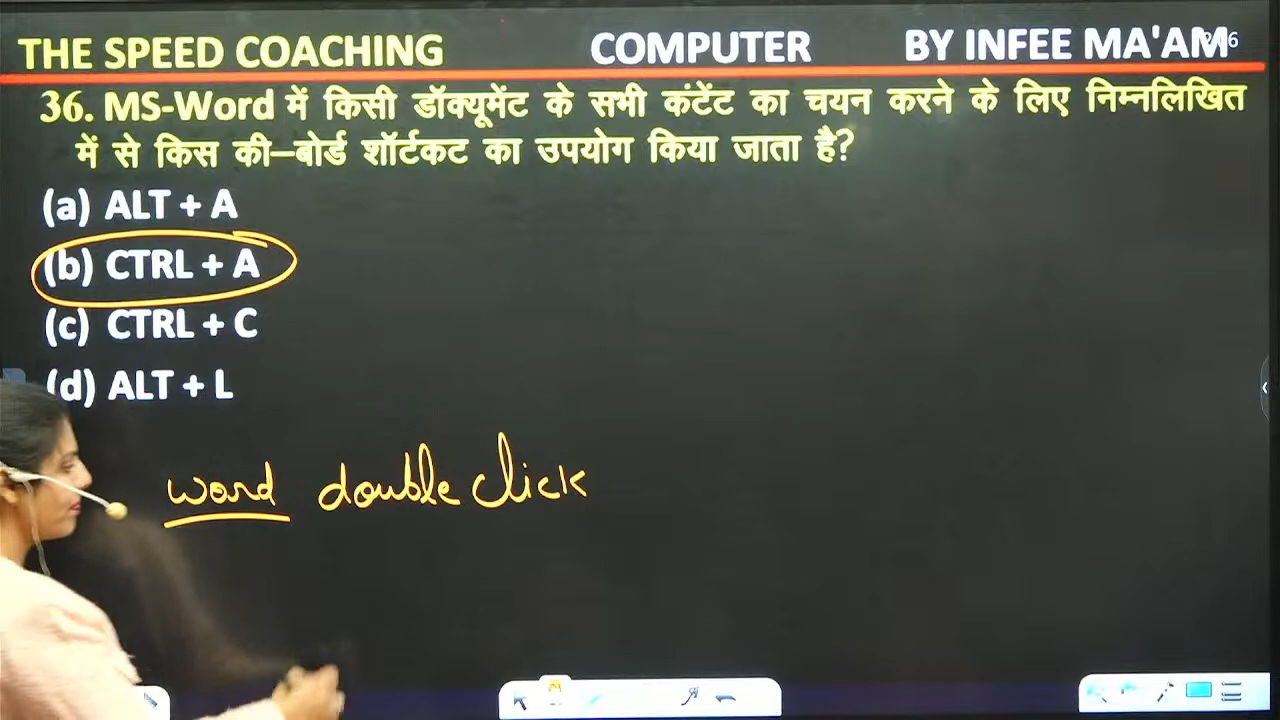 THE SPEED COACHING COMPUTER BY INFEE MA'AM
36. MS-Word में किसी डॉक्यूमेंट के सभी कंटेंट का चयन करने के लिए निम्नलिखित
में से किस की–बोर्ड शॉर्टकट का उपयोग किया जाता है?
(a) ALT + A
(b) CTRL + A
(c) CTRL + C
(d) ALT + L
word double click